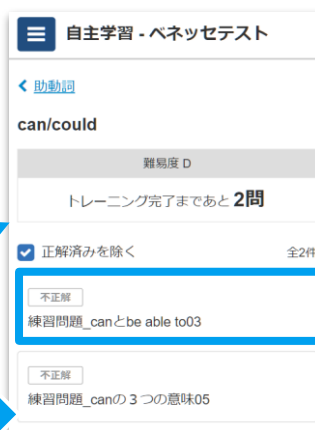 自主学習 - ベネッセテスト
助動詞
can/could
難易度 D
トレーニング完了まであと 2問
正解済みを除く 全2件
不正解
練習問題_canとbe able to03
不正解
練習問題_canの３つの意味05